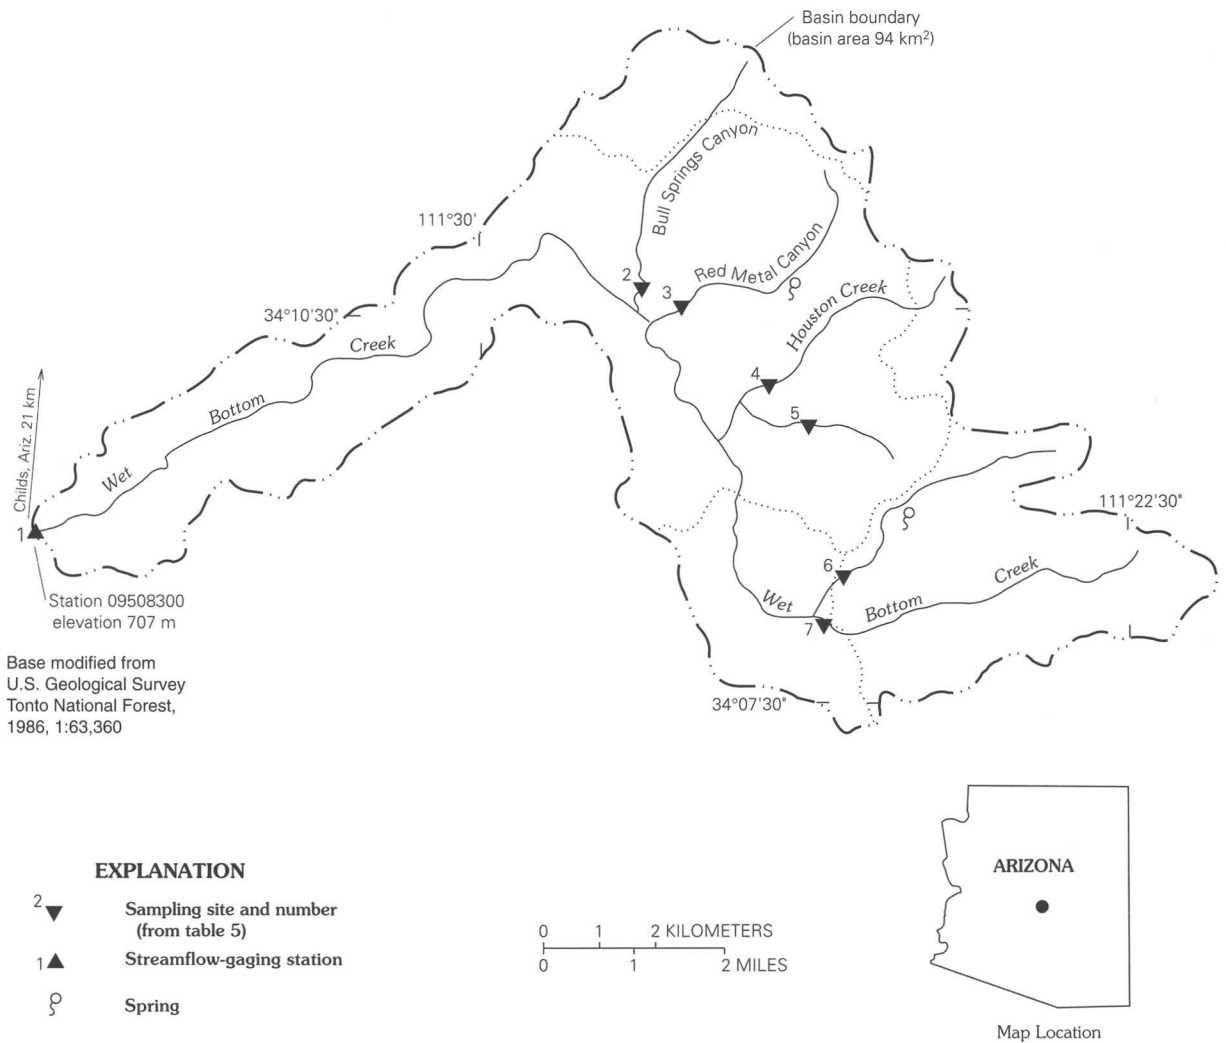 Basin boundary
(basin area 94 km²)
Bull Springs Canyon
111°30'
2
3
Red Metal Canyon
34°10'30"
Houston Creek
Creek
4
Bottom
5
Childs, Ariz. 21 km
Wet
111°22'30"
1
6
Creek
Station 09508300
elevation 707 m
Wet
Bottom
7
Base modified from
U.S. Geological Survey
Tonto National Forest,
1986, 1:63,360
34°07'30"
EXPLANATION
2
Sampling site and number
(from table 5)
1
Streamflow-gaging station
Spring
0 1 2 KILOMETERS
0 1 2 MILES
ARIZONA
Map Location